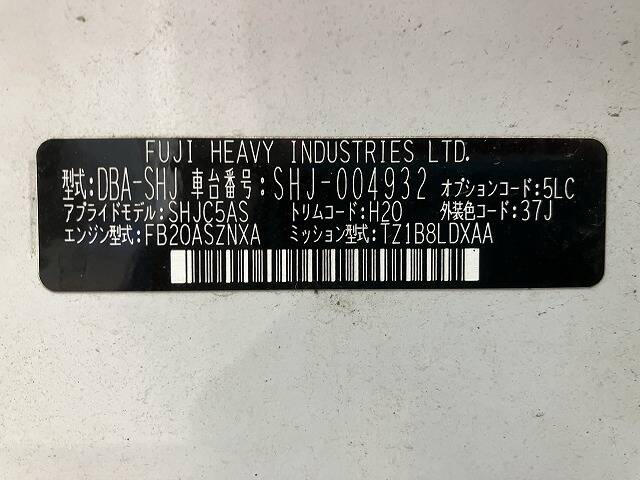 FUJI HEAVY INDUSTRIES LTD.
型式:DBA-SHJ 車台番号:SHJ-004932 オプションコード:5LC
アプライドモデル:SHJC5AS トリムコード:H20 外装色コード:37J
エンジン型式:FB20ASZNXA ミッション型式:TZ1B8LDXAA